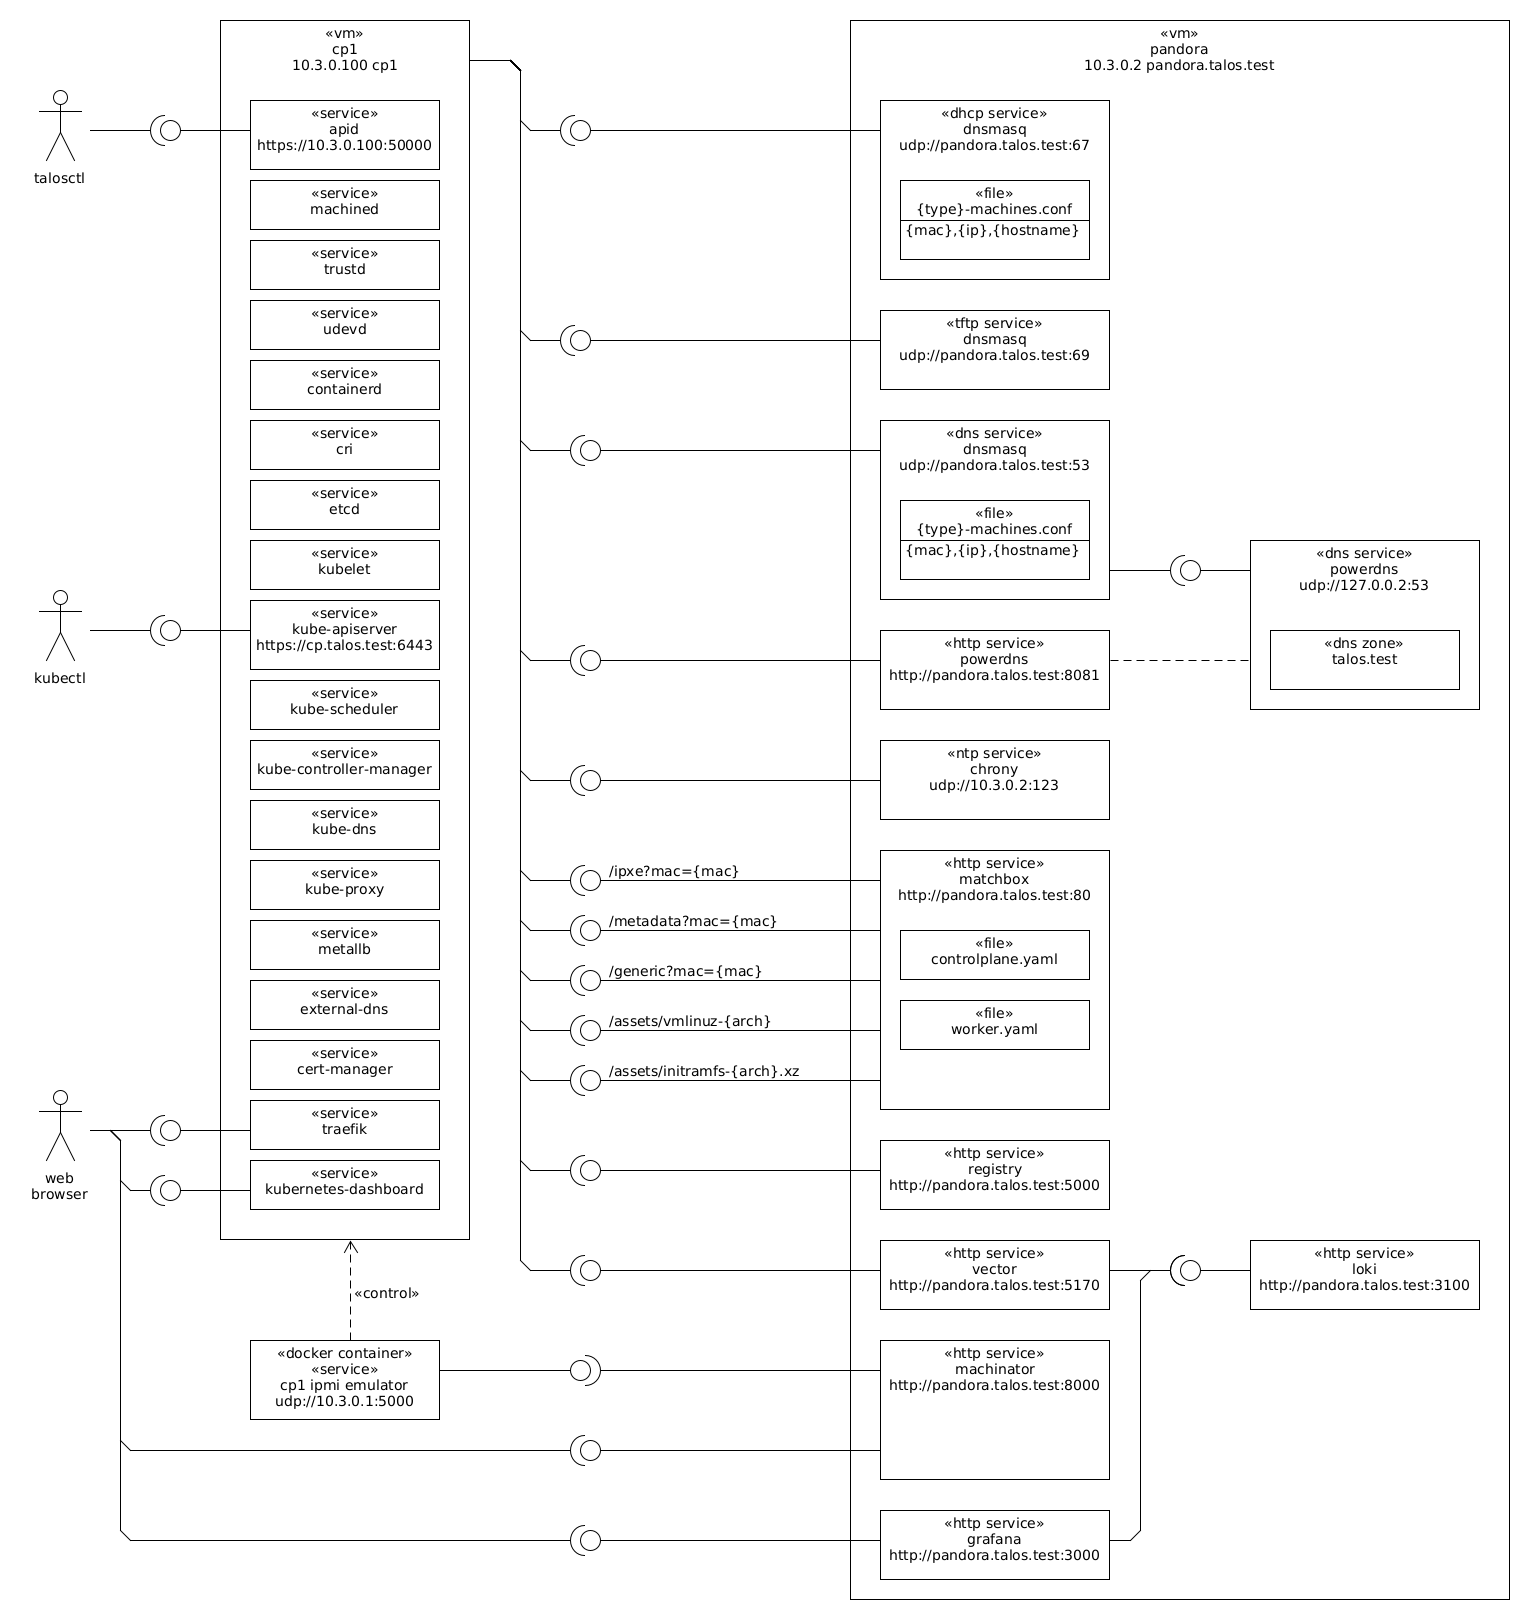 «vm»
cp1
10.3.0.100 cp1
talosctl
«service»
apid
https://10.3.0.100:50000
«service»
machined
«service»
trustd
«service»
udevd
«service»
containerd
«service»
cri
«service»
etcd
«service»
kubelet
kubectl
«service»
kube-apiserver
https://cp.talos.test:6443
«service»
kube-scheduler
«service»
kube-controller-manager
«service»
kube-dns
«service»
kube-proxy
«service»
metallb
«service»
external-dns
«service»
cert-manager
web
browser
«service»
traefik
«service»
kubernetes-dashboard
«control»
«docker container»
«service»
cp1 ipmi emulator
udp://10.3.0.1:5000
«vm»
pandora
10.3.0.2 pandora.talos.test
«dhcp service»
dnsmasq
udp://pandora.talos.test:67
«file»
{type}-machines.conf
{mac},{ip},{hostname}
«tftp service»
dnsmasq
udp://pandora.talos.test:69
«dns service»
dnsmasq
udp://pandora.talos.test:53
«file»
{type}-machines.conf
{mac},{ip},{hostname}
«dns service»
powerdns
udp://127.0.0.2:53
«dns zone»
talos.test
«http service»
powerdns
http://pandora.talos.test:8081
«ntp service»
chrony
udp://10.3.0.2:123
/ipxe?mac={mac}
/metadata?mac={mac}
/generic?mac={mac}
/assets/vmlinuz-{arch}
/assets/initramfs-{arch}.xz
«http service»
matchbox
http://pandora.talos.test:80
«file»
controlplane.yaml
«file»
worker.yaml
«http service»
registry
http://pandora.talos.test:5000
«http service»
vector
http://pandora.talos.test:5170
«http service»
loki
http://pandora.talos.test:3100
«http service»
machinator
http://pandora.talos.test:8000
«http service»
grafana
http://pandora.talos.test:3000